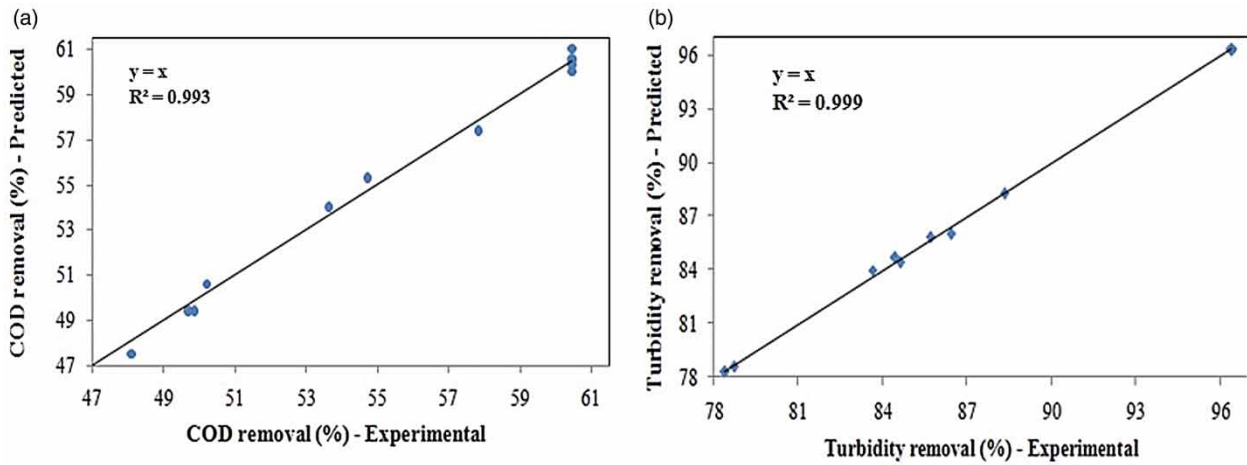 (a)
COD removal (%) - Predicted
61
59
57
55
53
51
49
47
y = x
R² = 0.993
47 49 51 53 55 57 59 61
COD removal (%) - Experimental
(b)
Turbidity removal (%) - Predicted
96
93
90
87
84
81
78
y = x
R² = 0.999
78 81 84 87 90 93 96
Turbidity removal (%) - Experimental